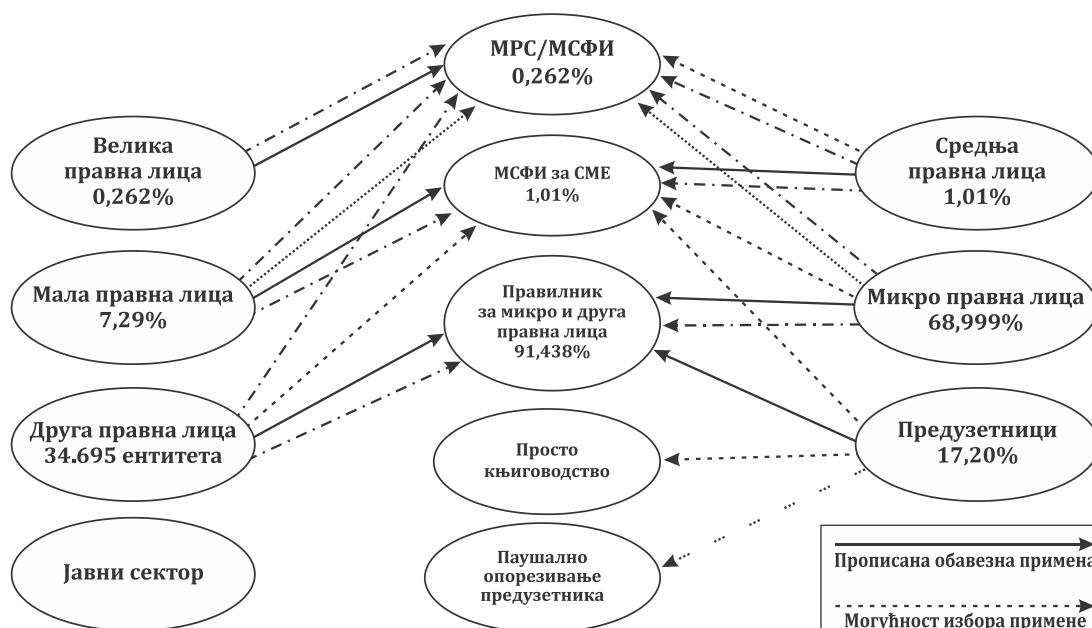 МРС/МСФИ
0,262%
Велика
правна лица
0,262%
МСФИ за СМЕ
1,01%
Средња
правна лица
1,01%
Мала правна лица
7,29%
Правилник
за микро и друга
правна лица
91,438%
Микро правна лица
68,999%
Друга правна лица
34.695 ентитета
Просто
књиговодство
Предузетници
17,20%
Јавни сектор
Паушално
опорезивање
предузетника
Прописана обавезна примена
Могућност избора примене